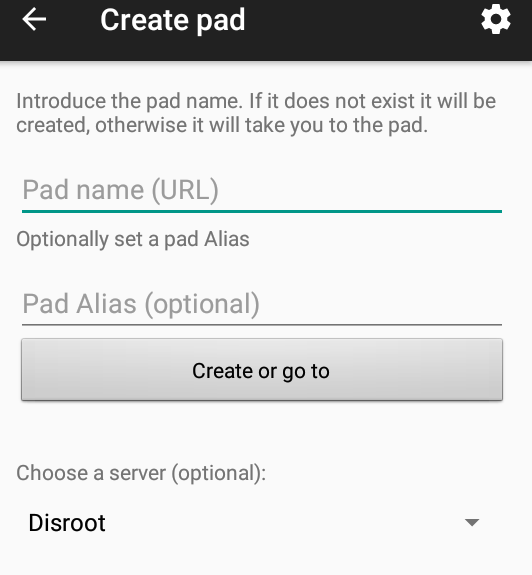 Create pad
Introduce the pad name. If it does not exist it will be
created, otherwise it will take you to the pad.
Pad name (URL)
Optionally set a pad Alias
Pad Alias (optional)
Create or go to
Choose a server (optional):
Disroot